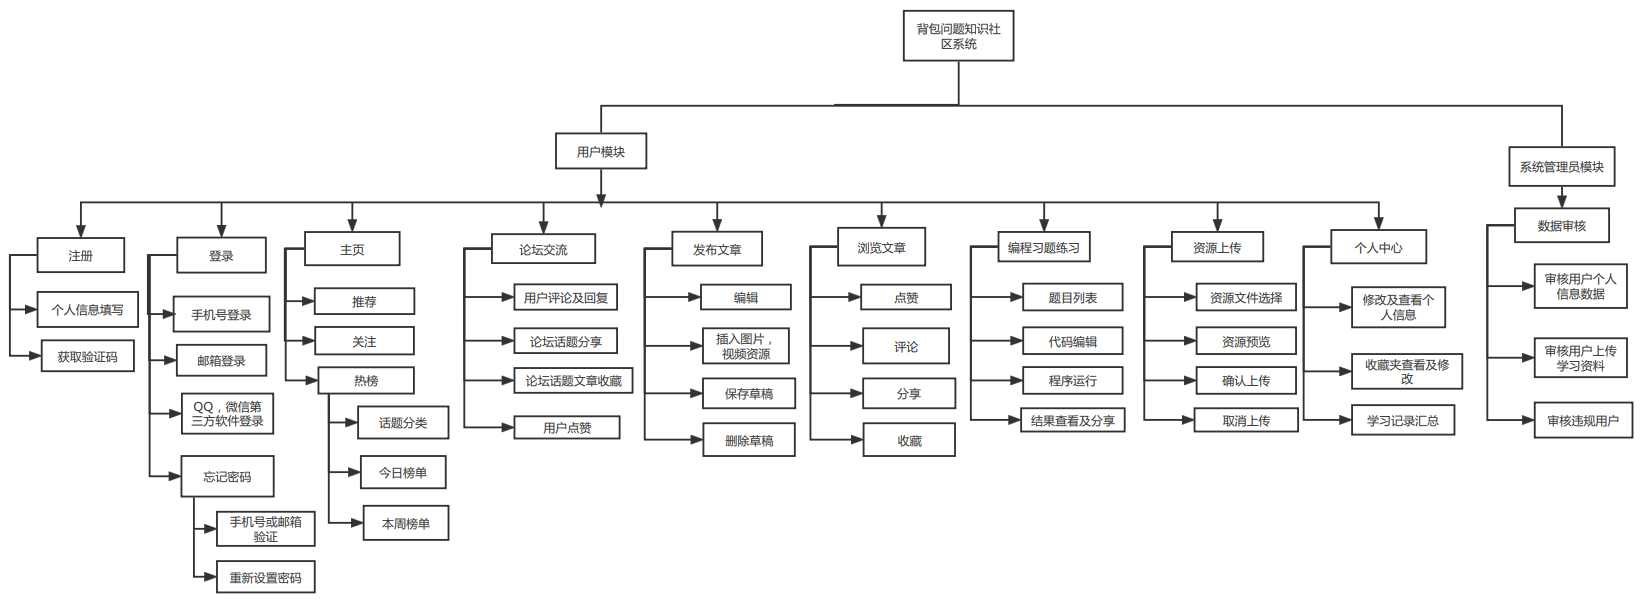 背包问题知识社
区系统
用户模块
系统管理员模块
注册
个人信息填写
获取验证码
登录
手机号登录
邮箱登录
QQ，微信第
三方软件登录
忘记密码
手机号或邮箱
验证
重新设置密码
主页
推荐
关注
热榜
话题分类
今日榜单
本周榜单
论坛交流
用户评论及回复
论坛话题分享
论坛话题文章收藏
用户点赞
发布文章
编辑
插入图片，
视频资源
保存草稿
删除草稿
浏览文章
点赞
评论
分享
收藏
编程习题练习
题目列表
代码编辑
程序运行
结果查看及分享
资源上传
资源文件选择
资源预览
确认上传
取消上传
个人中心
修改及查看个
人信息
收藏夹查看及修
改
学习记录汇总
数据审核
审核用户个人
信息数据
审核用户上传
学习资料
审核违规用户